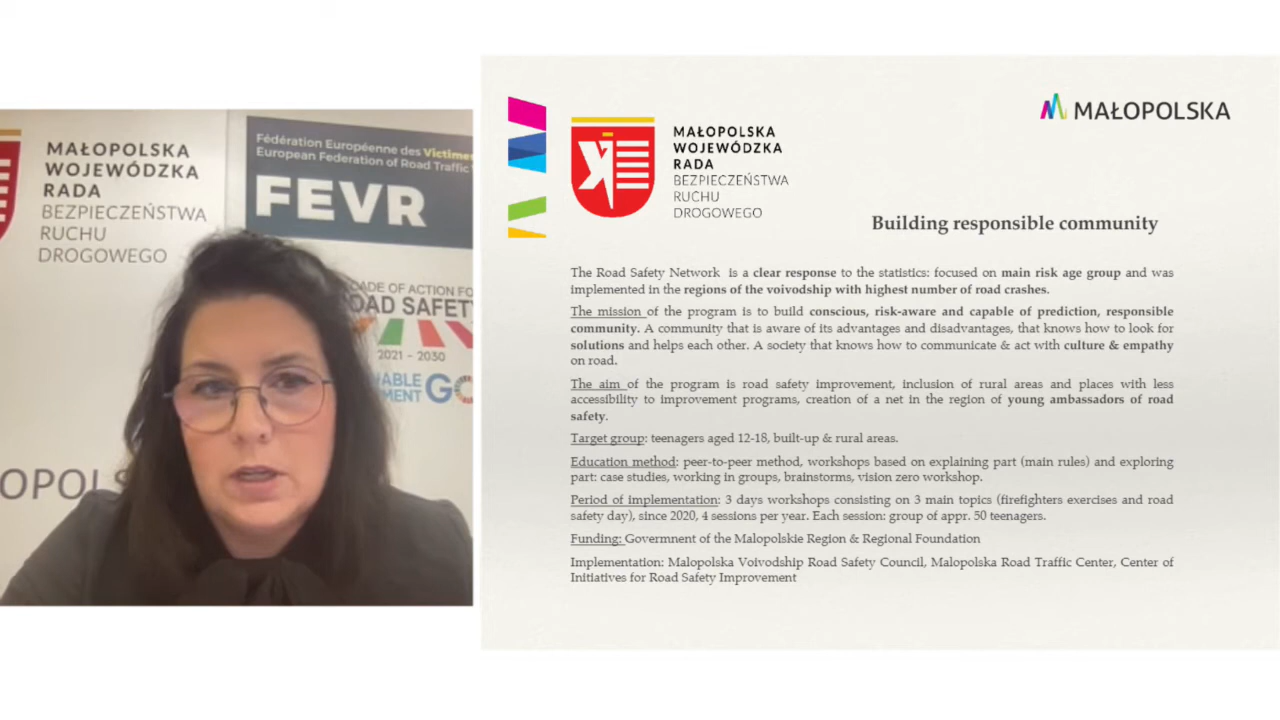 MAŁOPOLSKA
WOJEWÓDZKA
RADA
BEZPIECZEŃSTWA
RUCHU
DROGOWEGO
Fédération Européenne des Victimes
European Federation of Road Traffic
FEVR
ADE OF ACTION FO
OAD SAFETY
2021 - 2030
ABLE
MENT GO
OPOLS
MAŁOPOLSKA
WOJEWÓDZKA
RADA
BEZPIECZEŃSTWA
RUCHU
DROGOWEGO
MAŁOPOLSKA
Building responsible community
The Road Safety Network is a clear response to the statistics: focused on main risk age group and was
implemented in the regions of the voivodship with highest number of road crashes.
The mission of the program is to build conscious, risk-aware and capable of prediction, responsible
community. A community that is aware of its advantages and disadvantages, that knows how to look for
solutions and helps each other. A society that knows how to communicate & act with culture & empathy
on road.
The aim of the program is road safety improvement, inclusion of rural areas and places with less
accessibility to improvement programs, creation of a net in the region of young ambassadors of road
safety.
Target group: teenagers aged 12-18, built-up & rural areas.
Education method: peer-to-peer method, workshops based on explaining part (main rules) and exploring
part: case studies, working in groups, brainstorms, vision zero workshop.
Period of implementation: 3 days workshops consisting on 3 main topics (firefighters exercises and road
safety day), since 2020, 4 sessions per year. Each session: group of appr. 50 teenagers.
Funding: Govermnent of the Malopolskie Region & Regional Foundation
Implementation: Malopolska Voivodship Road Safety Council, Malopolska Road Traffic Center, Center of
Initiatives for Road Safety Improvement